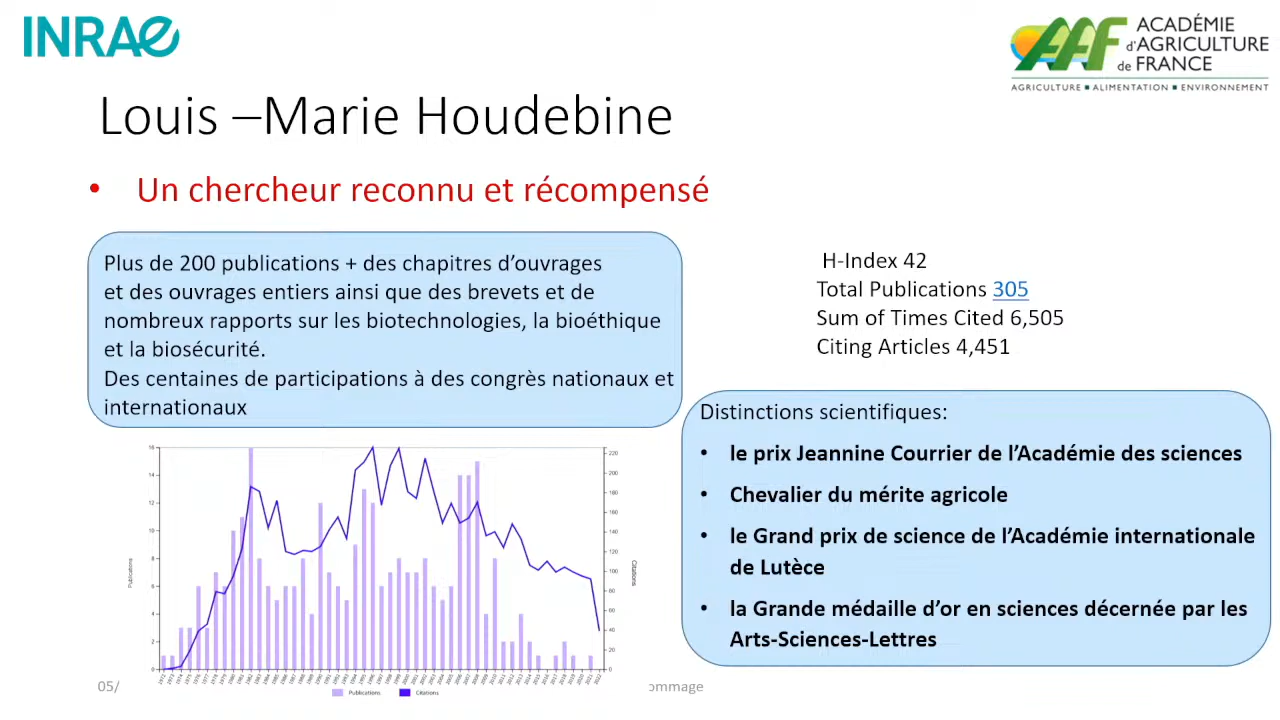 INRAE
ACADÉMIE
d'AGRICULTURE
de FRANCE
AGRICULTURE ■ ALIMENTATION ■ ENVIRONNEMENT
Louis –Marie Houdebine
• Un chercheur reconnu et récompensé
Plus de 200 publications + des chapitres d’ouvrages
et des ouvrages entiers ainsi que des brevets et de
nombreux rapports sur les biotechnologies, la bioéthique
et la biosécurité.
Des centaines de participations à des congrès nationaux et
internationaux
H-Index 42
Total Publications 305
Sum of Times Cited 6,505
Citing Articles 4,451
Distinctions scientifiques:
• le prix Jeannine Courrier de l’Académie des sciences
• Chevalier du mérite agricole
• le Grand prix de science de l’Académie internationale
de Lutèce
• la Grande médaille d’or en sciences décernée par les
Arts-Sciences-Lettres
Publications
Citations
Publications Citations
05/
ommage